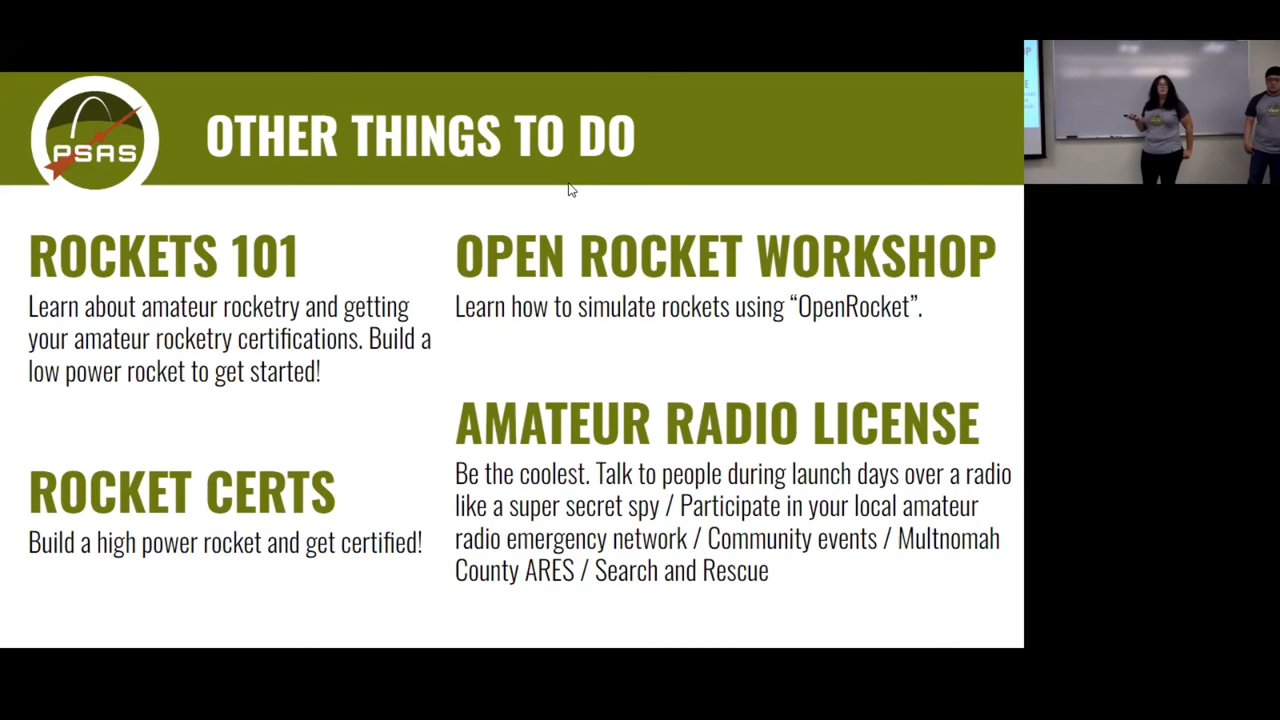 PSAS
OTHER THINGS TO DO
ROCKETS 101
Learn about amateur rocketry and getting
your amateur rocketry certifications. Build a
low power rocket to get started!
ROCKET CERTS
Build a high power rocket and get certified!
OPEN ROCKET WORKSHOP
Learn how to simulate rockets using “OpenRocket”.
AMATEUR RADIO LICENSE
Be the coolest. Talk to people during launch days over a radio
like a super secret spy / Participate in your local amateur
radio emergency network / Community events / Multnomah
County ARES / Search and Rescue